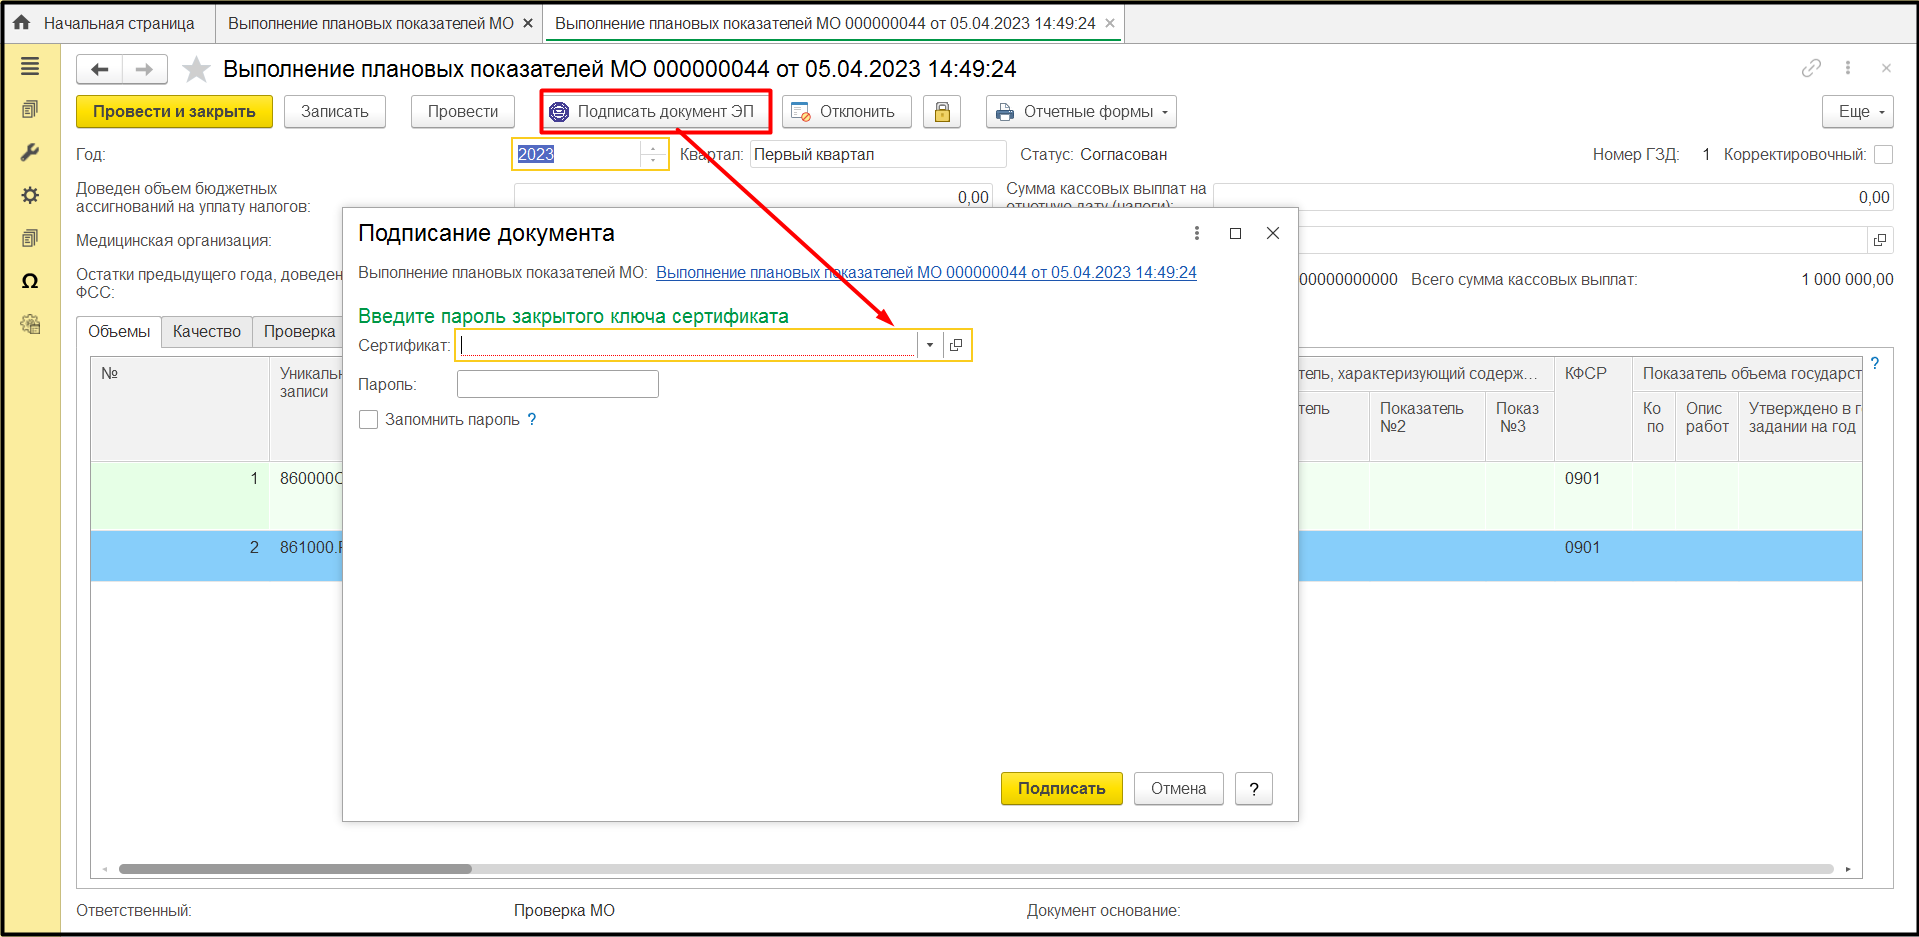 Начальная страница
Выполнение плановых показателей МО ×
Выполнение плановых показателей МО 000000044 от 05.04.2023 14:49:24 ×
Выполнение плановых показателей МО 000000044 от 05.04.2023 14:49:24
Провести и закрыть
Записать
Провести
Подписать документ ЭП
Отклонить
Отчетные формы
Еще
Год:
2023
Квартал:
Первый квартал
Статус: Согласован
Номер ГЗД: 1
Корректировочный:
Доведен объем бюджетных
ассигнований на уплату налогов:
0,00
Сумма кассовых выплат на
отчетную дату (налоги):
0,00
Медицинская организация:
Остатки предыдущего года, доведен
ФСС:
00000000000
Всего сумма кассовых выплат:
1 000 000,00
Объемы
Качество
Проверка
№
Уникальн
записи
тель, характеризующий содерж...
КФСР
Показатель объема государст
?
тель
Показатель
№2
Показ
№3
Ко
по
Опис
работ
Утверждено в г
задании на год
1
860000О
0901
2
861000.Р
0901
Подписание документа
Выполнение плановых показателей МО: Выполнение плановых показателей МО 000000044 от 05.04.2023 14:49:24
Введите пароль закрытого ключа сертификата
Сертификат:
Пароль:
Запомнить пароль ?
Подписать
Отмена
?
Ответственный:
Проверка МО
Документ основание: